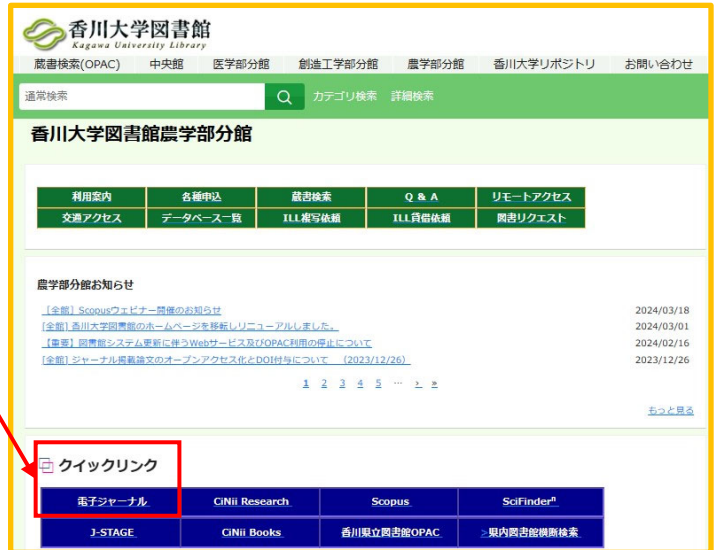 香川大学図書館
Kagawa University Library
蔵書検索(OPAC) 中央館 医学部分館 創造工学部分館 農学部分館 香川大学リポジトリ お問い合わせ
通常検索 カテゴリ検索 詳細検索
香川大学図書館農学部分館
利用案内 各種申込 蔵書検索 Q & A リモートアクセス
交通アクセス データベース一覧 ILL複写依頼 ILL貸借依頼 図書リクエスト
農学部分館お知らせ
［全館］Scopusウェビナー開催のお知らせ 2024/03/18
[全館] 香川大学図書館のホームページを移転しリニューアルしました。 2024/03/01
【重要】図書館システム更新に伴うWebサービス及びOPAC利用の停止について 2024/02/16
[全館] ジャーナル掲載論文のオープンアクセス化とDOI付与について （2023/12/26） 2023/12/26
1 2 3 4 5 … › »
もっと見る
クイックリンク
電子ジャーナル CiNii Research Scopus SciFinderⁿ
J-STAGE CiNii Books 香川県立図書館OPAC >県内図書館横断検索